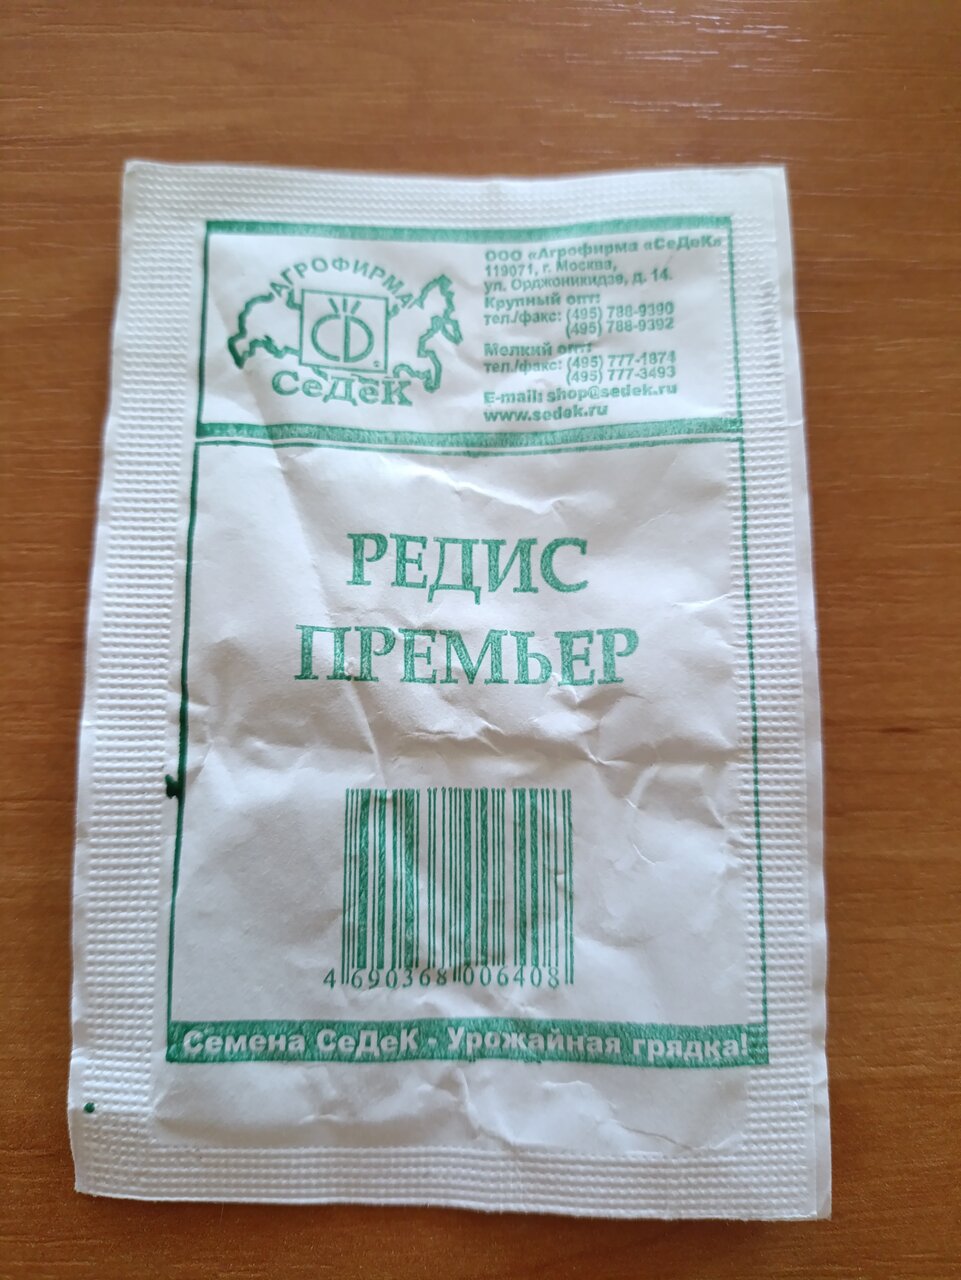 АГРОФИРМА
СФ
СеДеК
ООО «Агрофирма «СеДеК»
119071, г. Москва,
ул. Орджоникидзе, д. 14.
Крупный опт:
тел./факс: (495) 788-9390
(495) 788-9392
Мелкий опт:
тел./факс: (495) 777-1874
(495) 777-3493
E-mail: shop@sedek.ru
www.sedek.ru
РЕДИС
ПРЕМЬЕР
4 690368 006408
Семена СеДеК - Урожайная грядка!